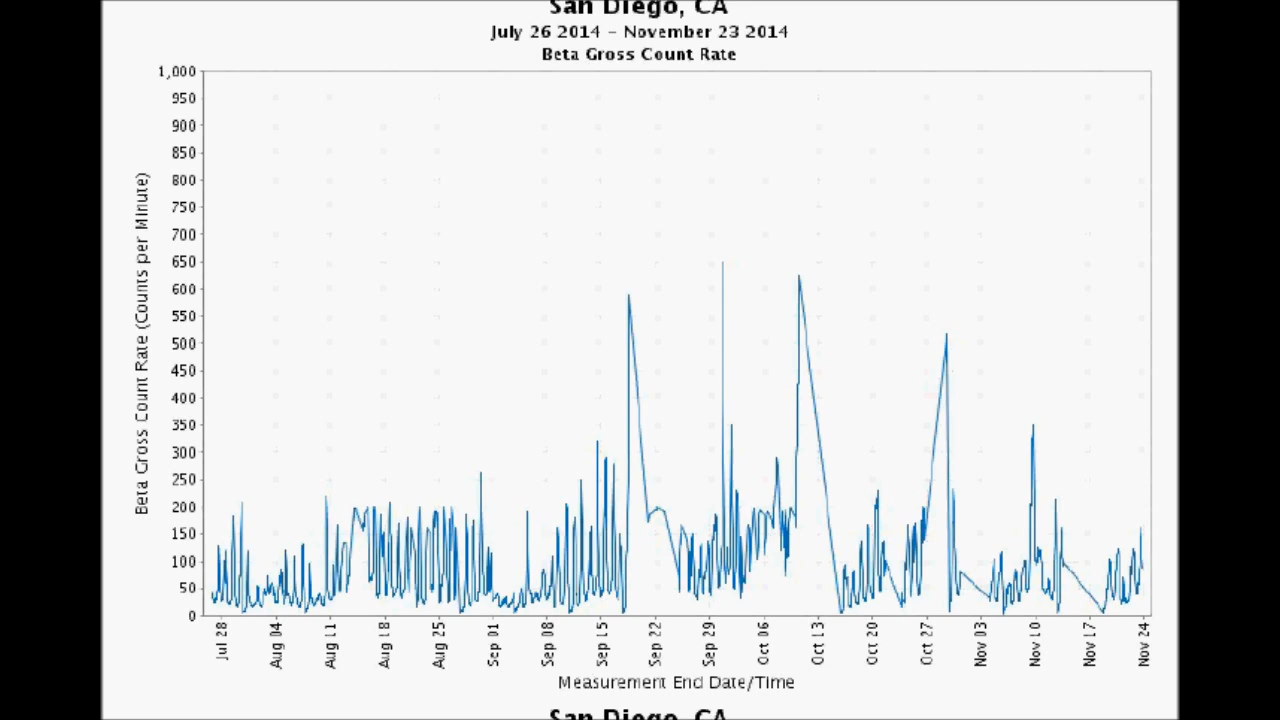 San Diego, CA
July 26 2014 - November 23 2014
Beta Gross Count Rate
1,000
950
900
850
800
750
700
650
600
550
500
450
400
350
300
250
200
150
100
50
0
Beta Gross Count Rate (Counts per Minute)
Jul 28
Aug 04
Aug 11
Aug 18
Aug 25
Sep 01
Sep 08
Sep 15
Sep 22
Sep 29
Oct 06
Oct 13
Oct 20
Oct 27
Nov 03
Nov 10
Nov 17
Nov 24
Measurement End Date/Time
San Diego, CA